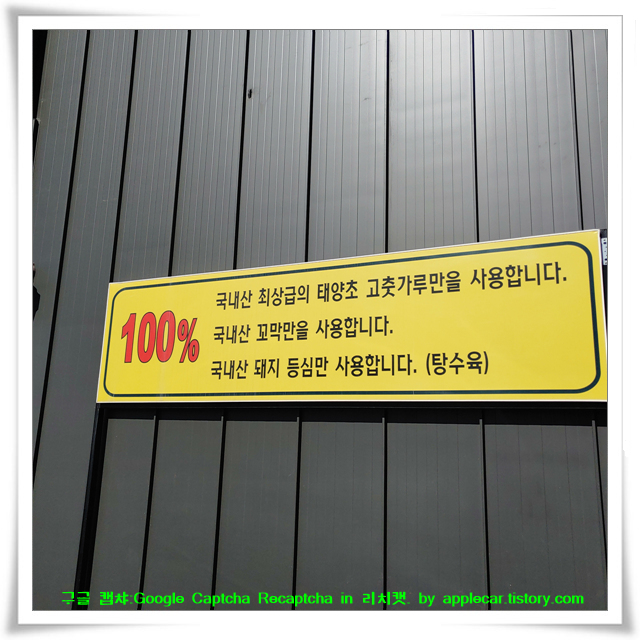 100%
국내산 최상급의 태양초 고춧가루만을 사용합니다.
국내산 꼬막만을 사용합니다.
국내산 돼지 등심만 사용합니다. (탕수육)
구글 캡챠:Google Captcha Recaptcha in 리치캣. by applecar.tistory.com